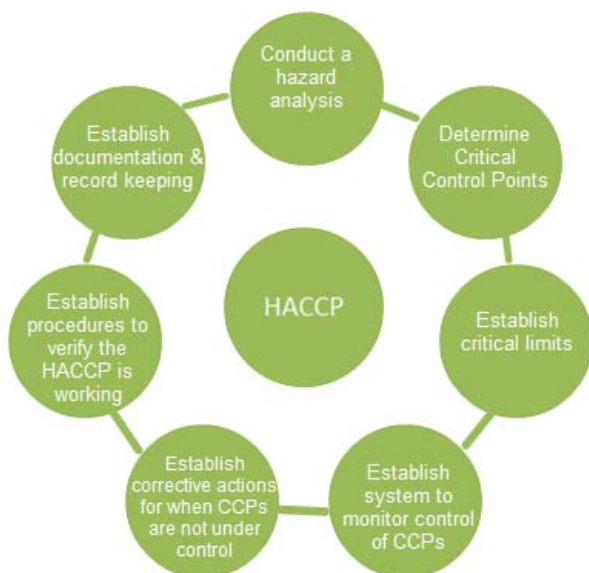 Conduct a
hazard
analysis
Determine
Critical
Control Points
Establish
critical limits
Establish
system to
monitor control
of CCPs
Establish
corrective actions
for when CCPs
are not under
control
Establish
procedures to
verify the
HACCP is
working
Establish
documentation &
record keeping
HACCP